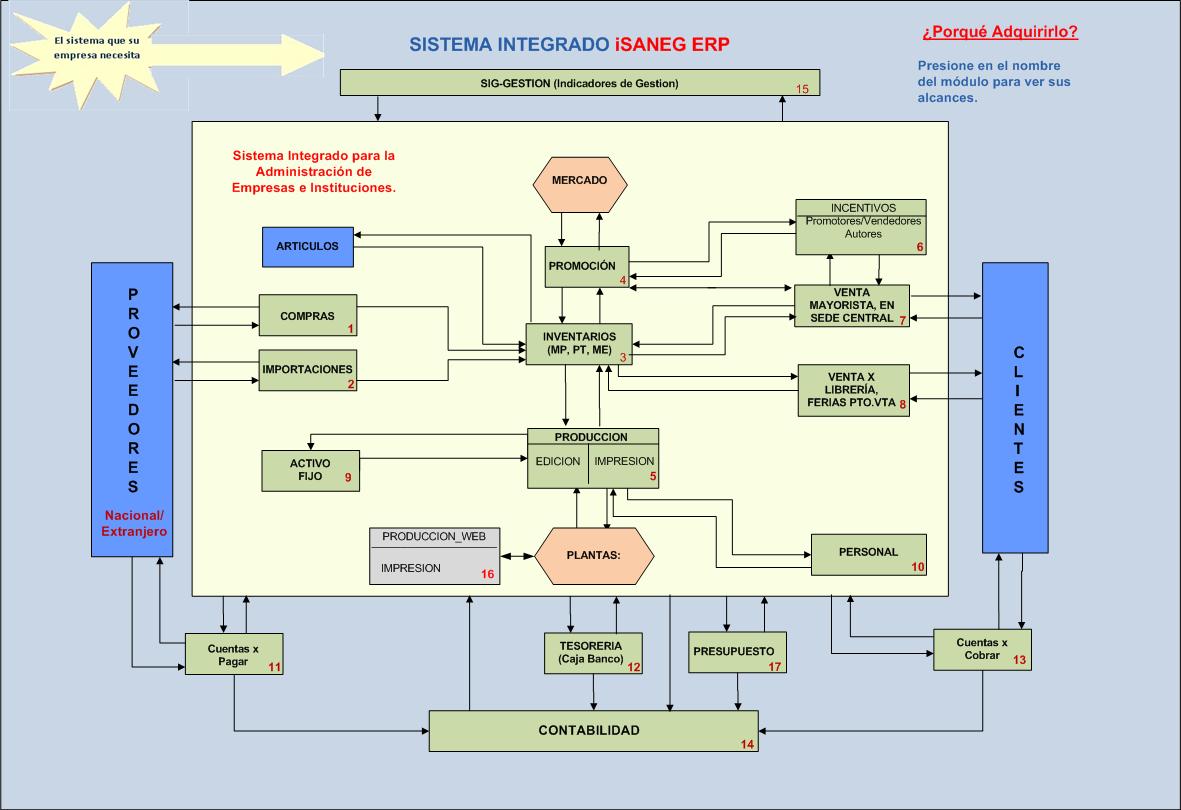 El sistema que su
empresa necesita
SISTEMA INTEGRADO iSANEG ERP
¿Porqué Adquirirlo?
Presione en el nombre
del módulo para ver sus
alcances.
SIG-GESTION (Indicadores de Gestion)
15
Sistema Integrado para la
Administración de
Empresas e Instituciones.
MERCADO
INCENTIVOS
Promotores/Vendedores
Autores
6
ARTICULOS
PROMOCIÓN
4
VENTA
MAYORISTA, EN
SEDE CENTRAL
7
COMPRAS
1
INVENTARIOS
(MP, PT, ME)
3
IMPORTACIONES
2
VENTA X
LIBRERÍA,
FERIAS PTO.VTA
8
PROVEEDORES
Nacional/
Extranjero
CLIENTES
PRODUCCION
EDICION
IMPRESION
5
ACTIVO
FIJO
9
PRODUCCION_WEB
IMPRESION
16
PLANTAS:
PERSONAL
10
Cuentas x
Pagar
11
TESORERIA
(Caja Banco)
12
PRESUPUESTO
17
Cuentas x
Cobrar
13
CONTABILIDAD
14